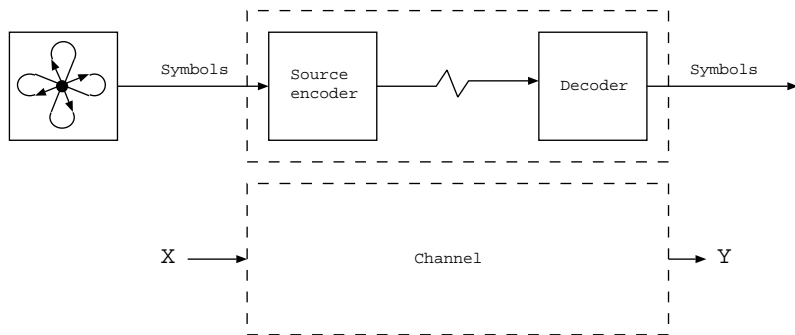 Symbols
Source
encoder
Decoder
Symbols
X
Channel
Y